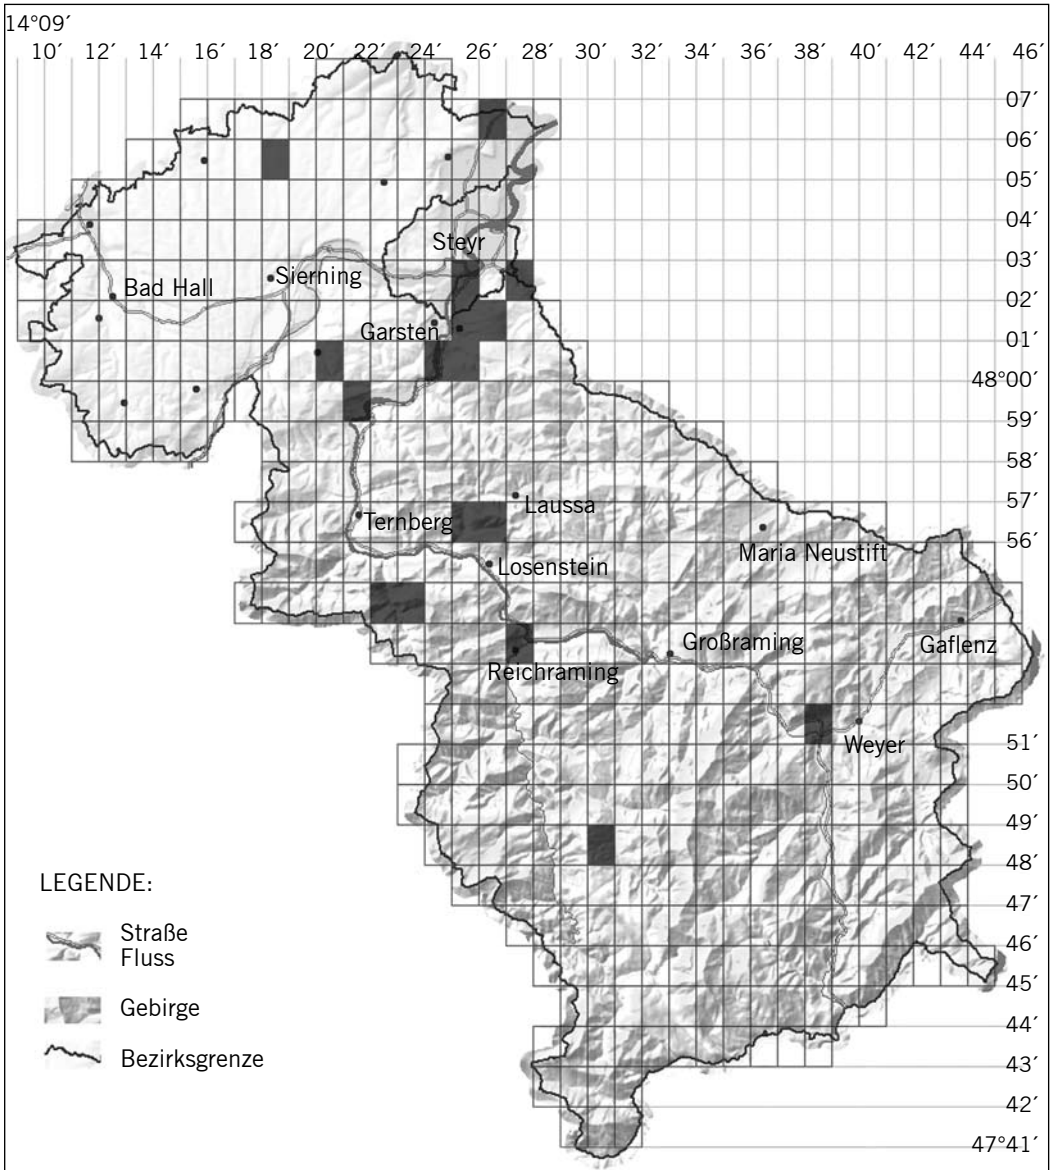 14°09′
10′ 12′ 16′ 20′ 22′ 24′ 26′ 28′ 30′ 32′ 34′ 36′ 38′ 40′ 42′ 44′ 46′
07′
06′
05′
04′
Steyr
03′
Sierning
Bad Hall
02′
Garsten
01′
48°00′
59′
58′
57′
Laussa
Ternberg
56′
Maria Neustift
Losenstein
Großraming
Gaflenz
Reichraming
51′
Weyer
50′
49′
48′
LEGENDE:
47′
Straße
Fluss
46′
45′
Gebirge
44′
Bezirksgrenze
43′
42′
47°41′